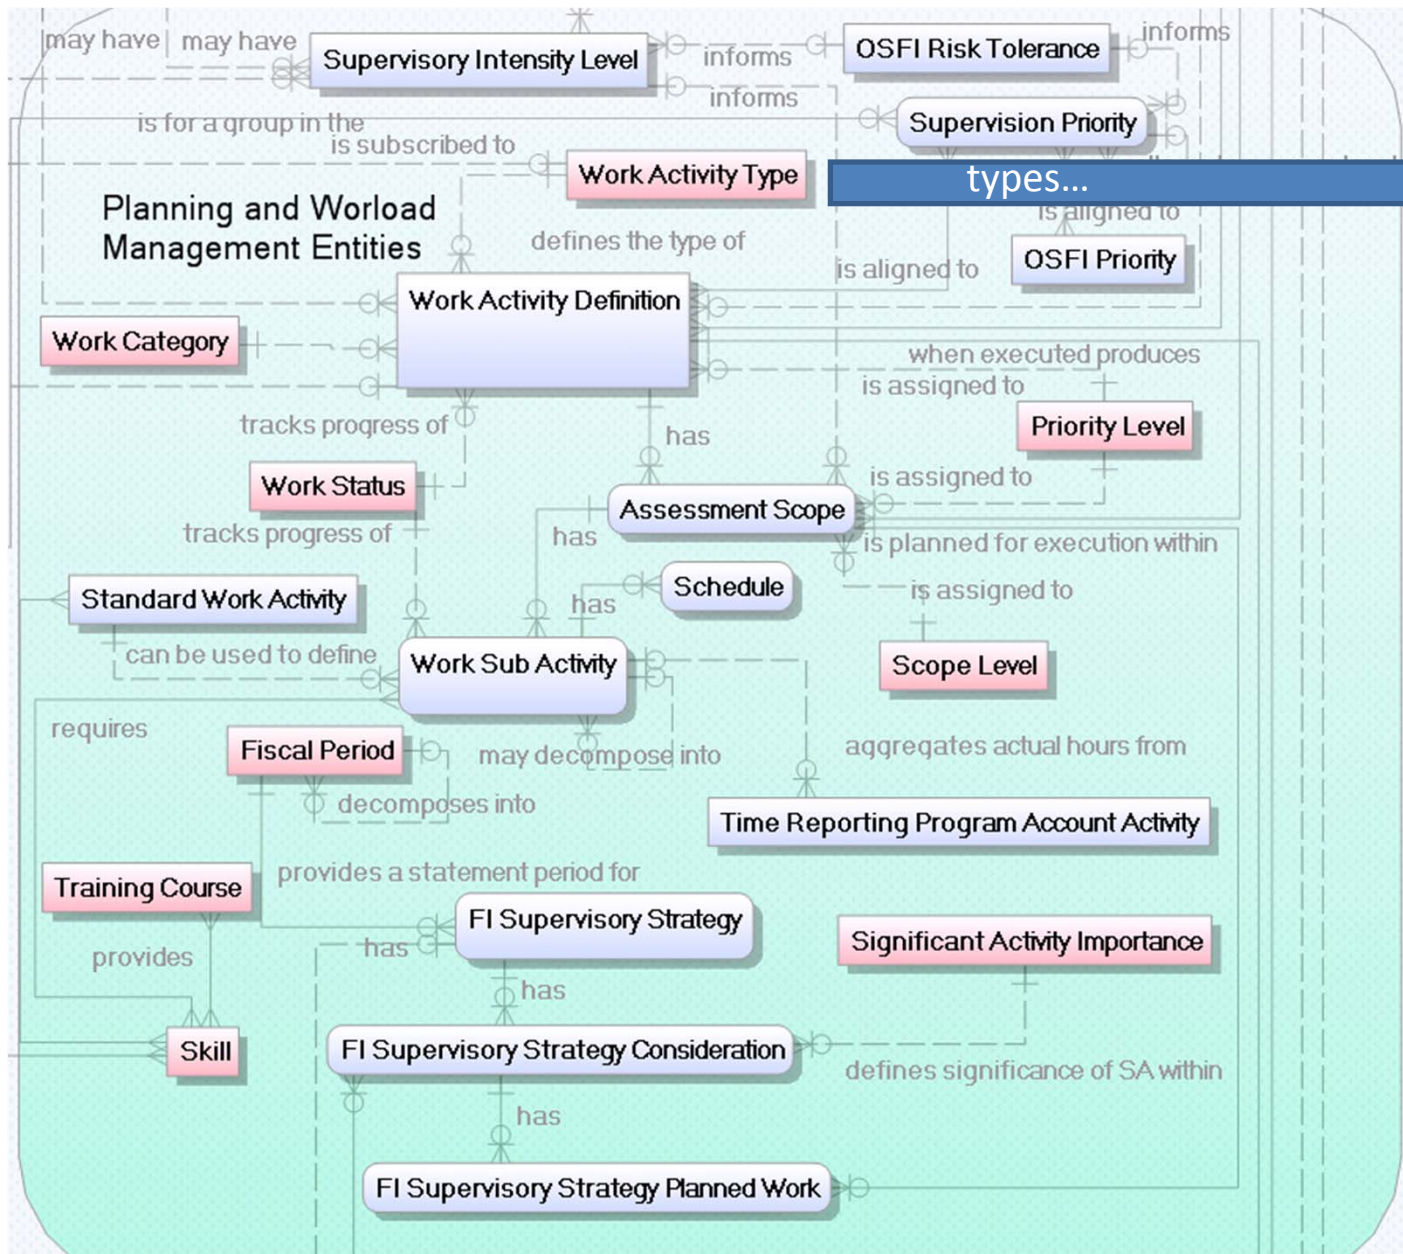 may have
may have
Supervisory Intensity Level
informs
OSFI Risk Tolerance
informs
informs
is for a group in the
Supervision Priority
is subscribed to
Work Activity Type
types...
Planning and Worload
Management Entities
is aligned to
defines the type of
is aligned to
OSFI Priority
Work Activity Definition
Work Category
when executed produces
is assigned to
tracks progress of
has
Priority Level
Work Status
is assigned to
Assessment Scope
tracks progress of
has
is planned for execution within
Schedule
is assigned to
Standard Work Activity
has
can be used to define
Work Sub Activity
Scope Level
requires
Fiscal Period
may decompose into
aggregates actual hours from
decomposes into
Time Reporting Program Account Activity
provides a statement period for
Training Course
FI Supervisory Strategy
Significant Activity Importance
has
provides
has
Skill
FI Supervisory Strategy Consideration
defines significance of SA within
has
FI Supervisory Strategy Planned Work